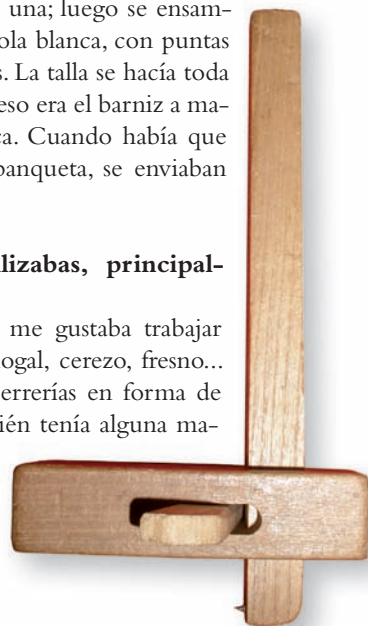 una; luego se ensam-
ola blanca, con puntas
s. La talla se hacía toda
eso era el barniz a ma-
ca. Cuando había que
banqueta, se enviaban
lizabas, principal-
me gustaba trabajar
nogal, cerezo, fresno...
errerías en forma de
ién tenía alguna ma-